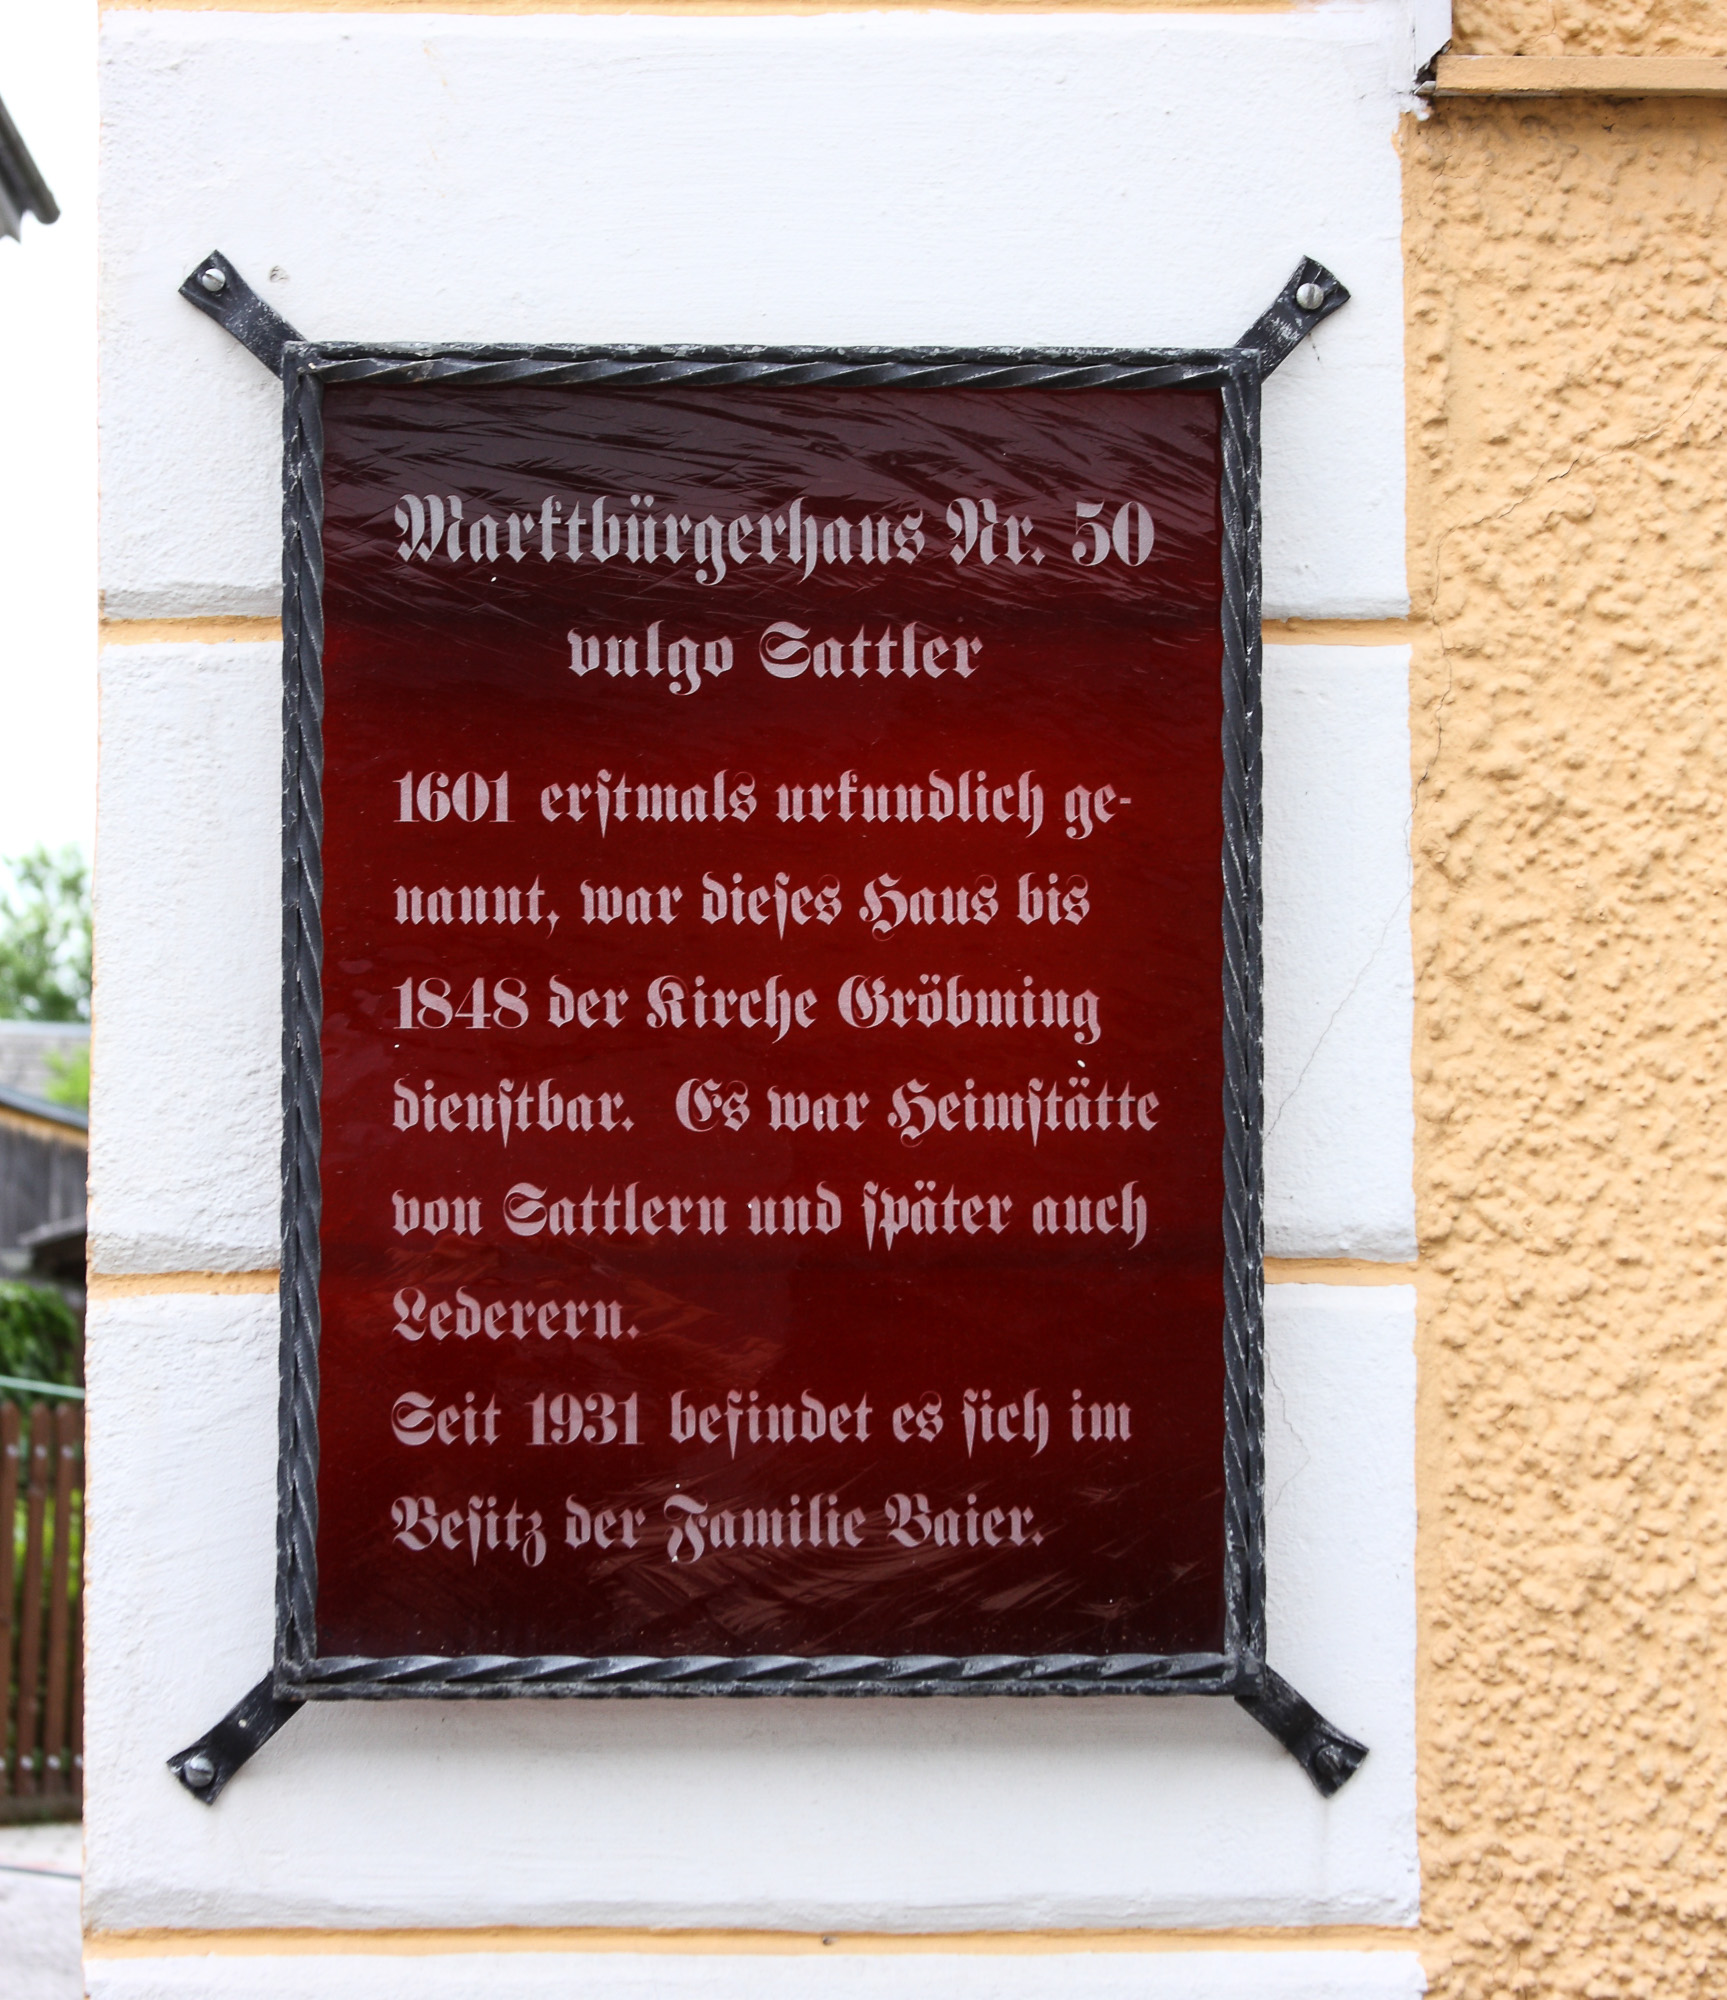 Marktbürgerhaus Nr. 50
vulgo Sattler
1601 erſtmals urkundlich ge-
nannt, war dieſes Haus bis
1848 der Kirche Gröbming
dienſtbar. Es war Heimſtätte
von Sattlern und ſpäter auch
Lederern.
Seit 1931 befindet es ſich im
Beſitz der Familie Baier.